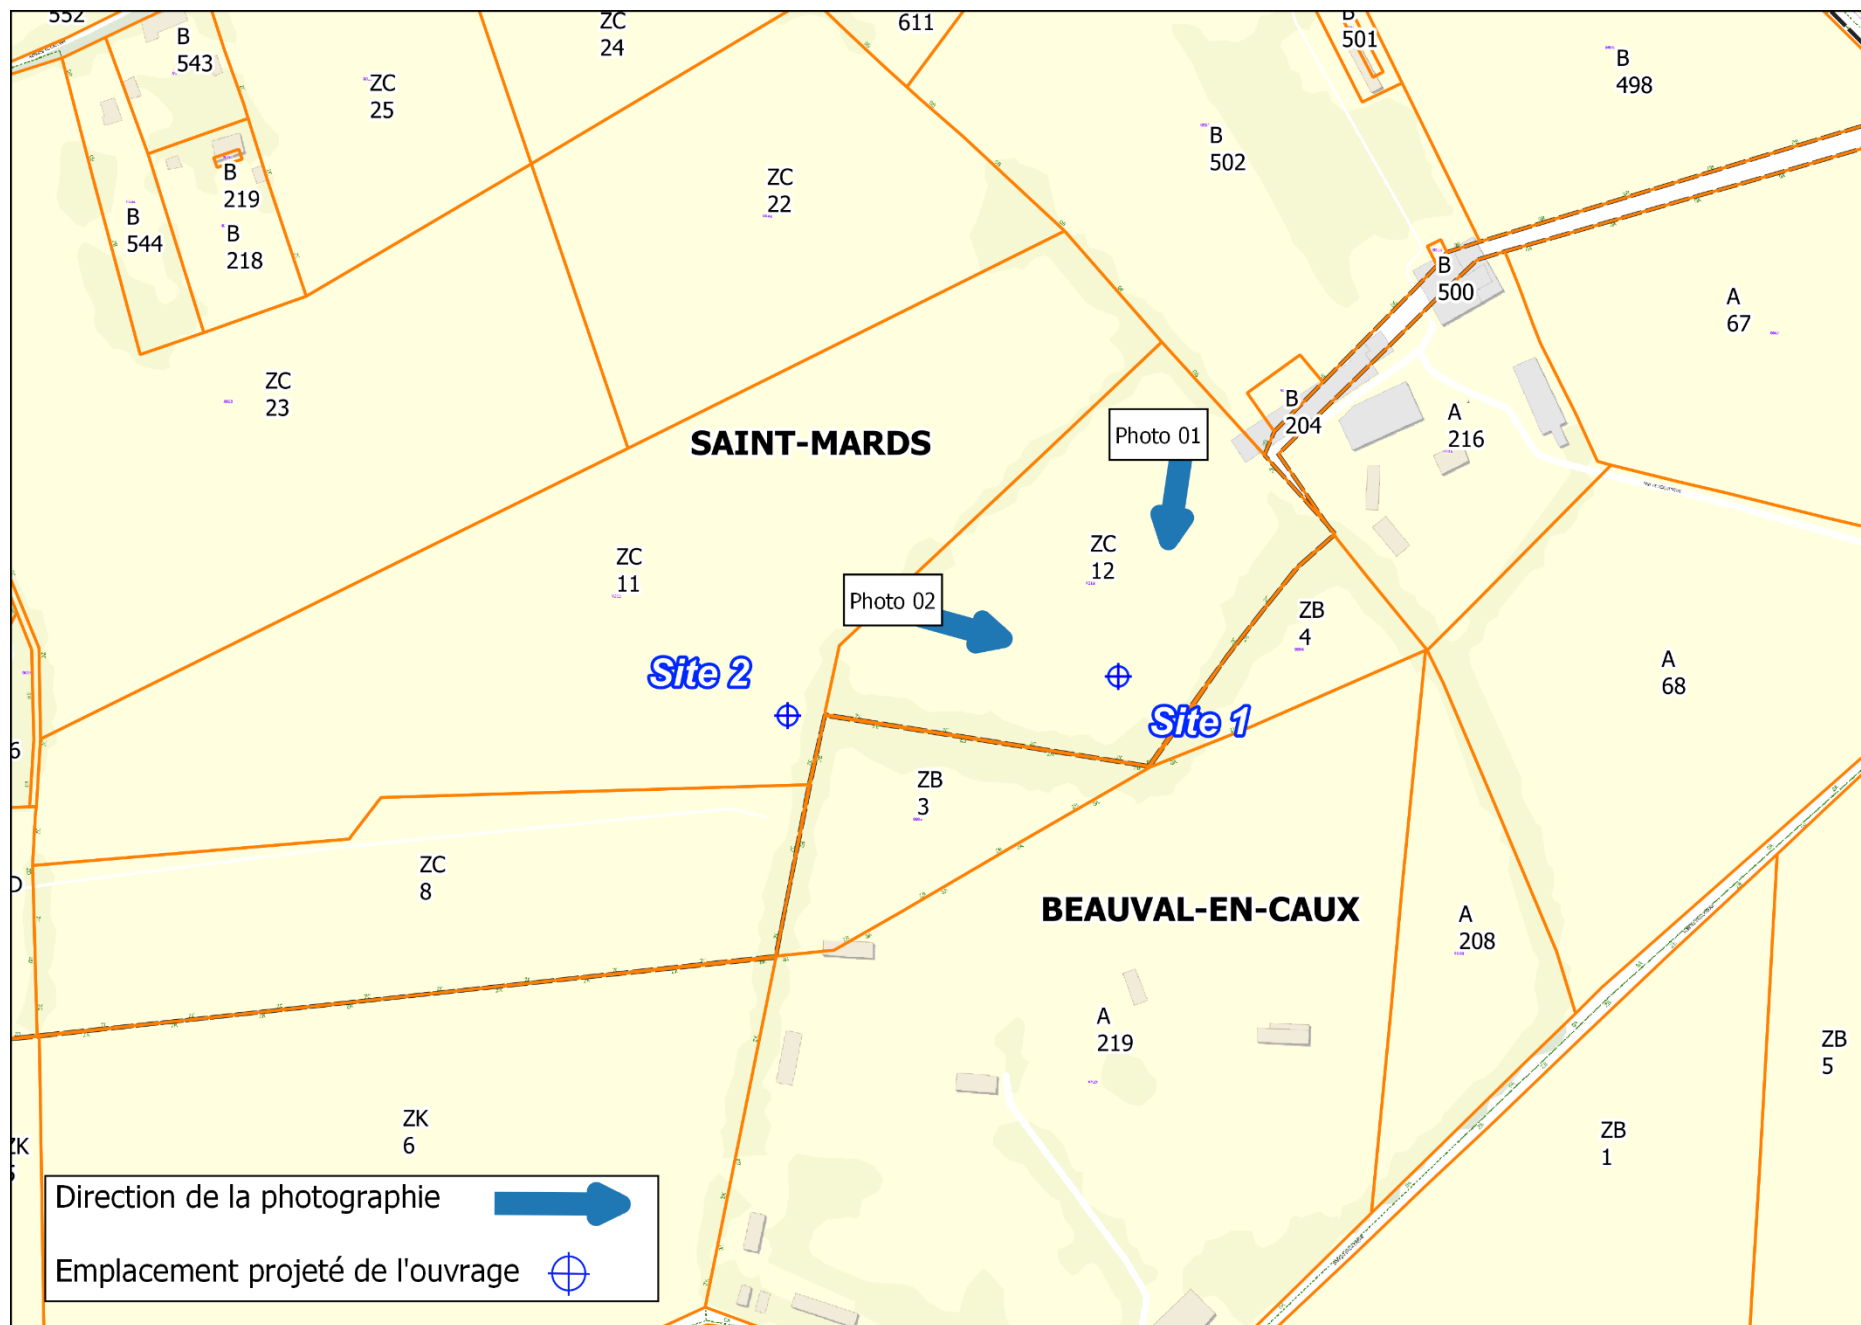 552
B
543
ZC
25
ZC
24
611
B
501
B
498
B
502
ZC
22
B
219
B
544
B
218
B
500
A
67
ZC
23
B
204
A
216
SAINT-MARDS
Photo 01
ZC
11
ZC
12
Photo 02
ZB
4
A
68
Site 2
Site 1
6
ZB
3
ZC
8
BEAUVAL-EN-CAUX
A
208
A
219
ZB
5
ZK
6
ZB
1
ZK
Direction de la photographie
Emplacement projeté de l'ouvrage